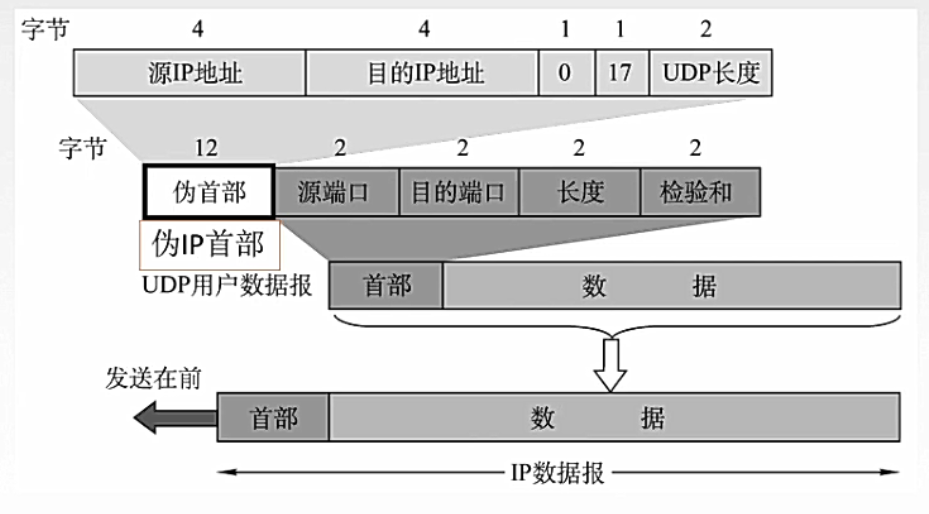 字节 4 4 1 1 2
源IP地址 目的IP地址 0 17 UDP长度
字节 12 2 2 2 2
伪首部 源端口 目的端口 长度 检验和
伪IP首部
UDP用户数据报 首部 数 据
发送在前
首部 数 据
IP数据报